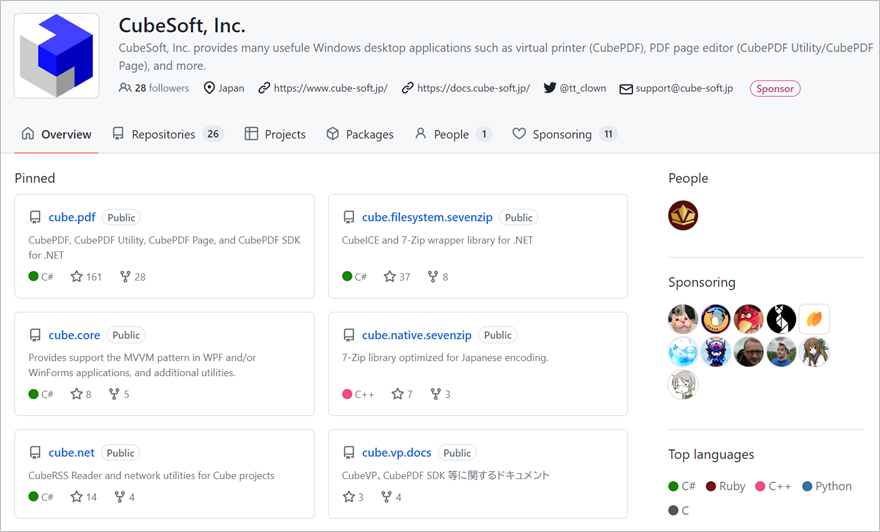 CubeSoft, Inc.
CubeSoft, Inc. provides many usefule Windows desktop applications such as virtual printer (CubePDF), PDF page editor (CubePDF Utility/CubePDF
Page), and more.
28 followers Japan https://www.cube-soft.jp/ https://docs.cube-soft.jp/ @tt_clown support@cube-soft.jp Sponsor
Overview Repositories 26 Projects Packages People 1 Sponsoring 11
Pinned
cube.pdf Public
CubePDF, CubePDF Utility, CubePDF Page, and CubePDF SDK
for .NET
C# 161 28
cube.filesystem.sevenzip Public
CubeICE and 7-Zip wrapper library for .NET
C# 37 8
cube.core Public
Provides support the MVVM pattern in WPF and/or
WinForms applications, and additional utilities.
C# 8 5
cube.native.sevenzip Public
7-Zip library optimized for Japanese encoding.
C++ 7 3
cube.net Public
CubeRSS Reader and network utilities for Cube projects
C# 14 4
cube.vp.docs Public
CubeVP、CubePDF SDK 等に関するドキュメント
3 4
People
Sponsoring
Top languages
C# Ruby C++ Python
C